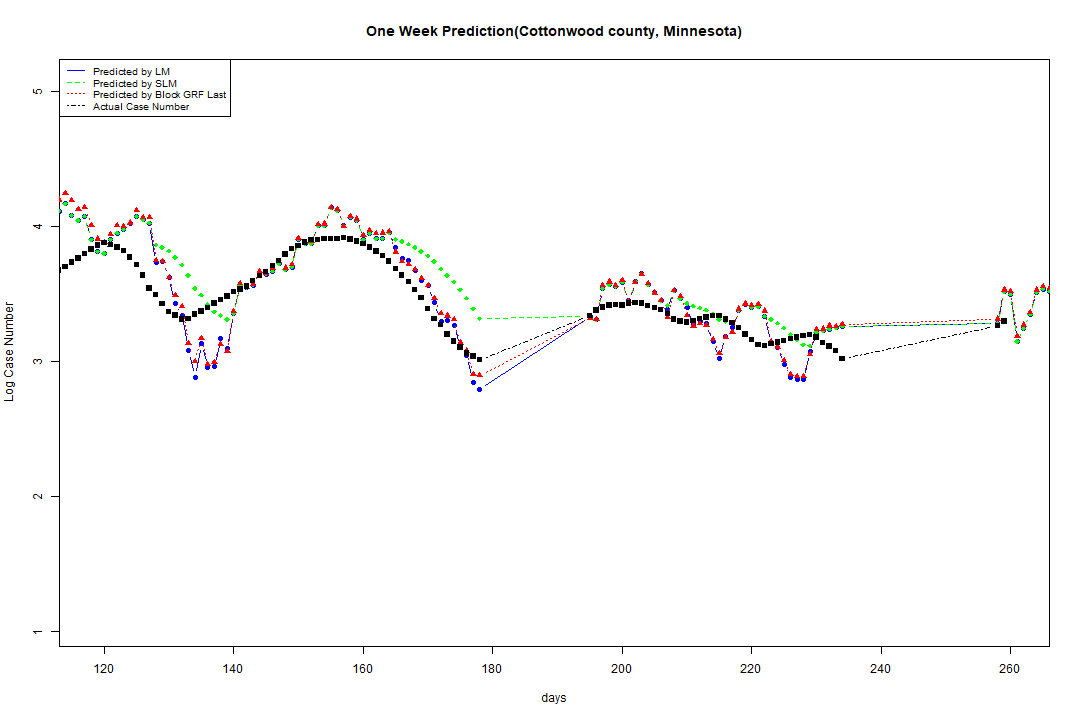 One Week Prediction(Cottonwood county, Minnesota)
Predicted by LM
Predicted by SLM
Predicted by Block GRF Last
Actual Case Number
5
4
3
2
1
Log Case Number
120 140 160 180 200 220 240 260
days